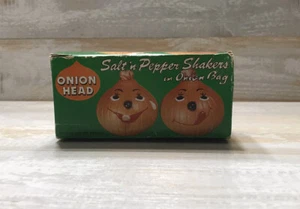 Salt 'n Pepper Shakers
in Onion Bag
ONION
HEAD